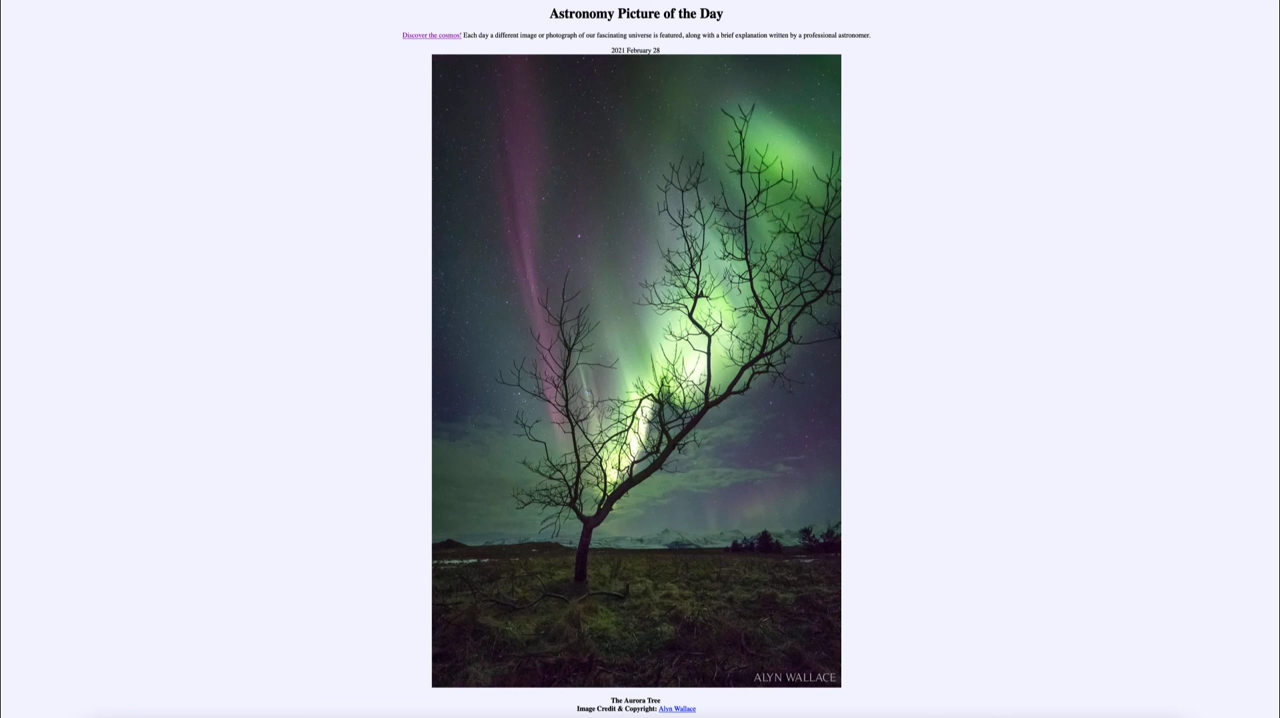 Astronomy Picture of the Day
Discover the cosmos! Each day a different image or photograph of our fascinating universe is featured, along with a brief explanation written by a professional astronomer.
2021 February 28
ALYN WALLACE
The Aurora Tree
Image Credit & Copyright: Alyn Wallace